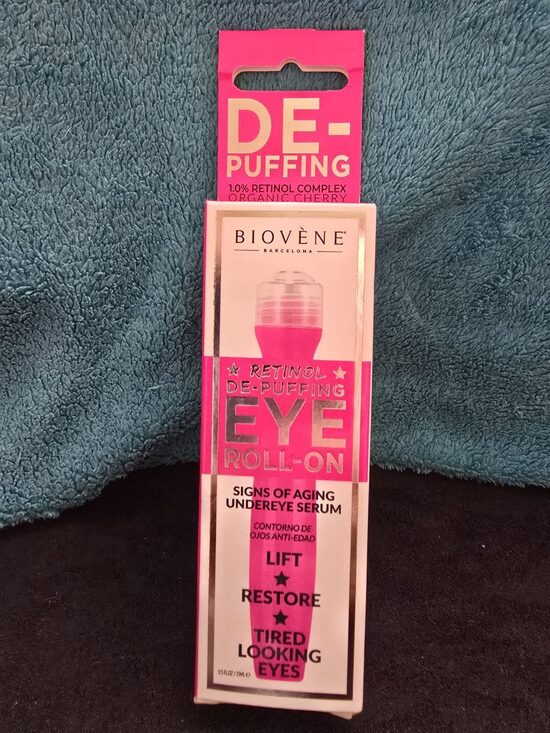 DE-
PUFFING
1.0% RETINOL COMPLEX
ORGANIC CHERRY
BIOVÈNE®
BARCELONA
RETINOL
DE-PUFFING
EYE
ROLL-ON™
SIGNS OF AGING
UNDEREYE SERUM
CONTORNO DE
OJOS ANTI-EDAD
LIFT
RESTORE
TIRED
LOOKING
EYES